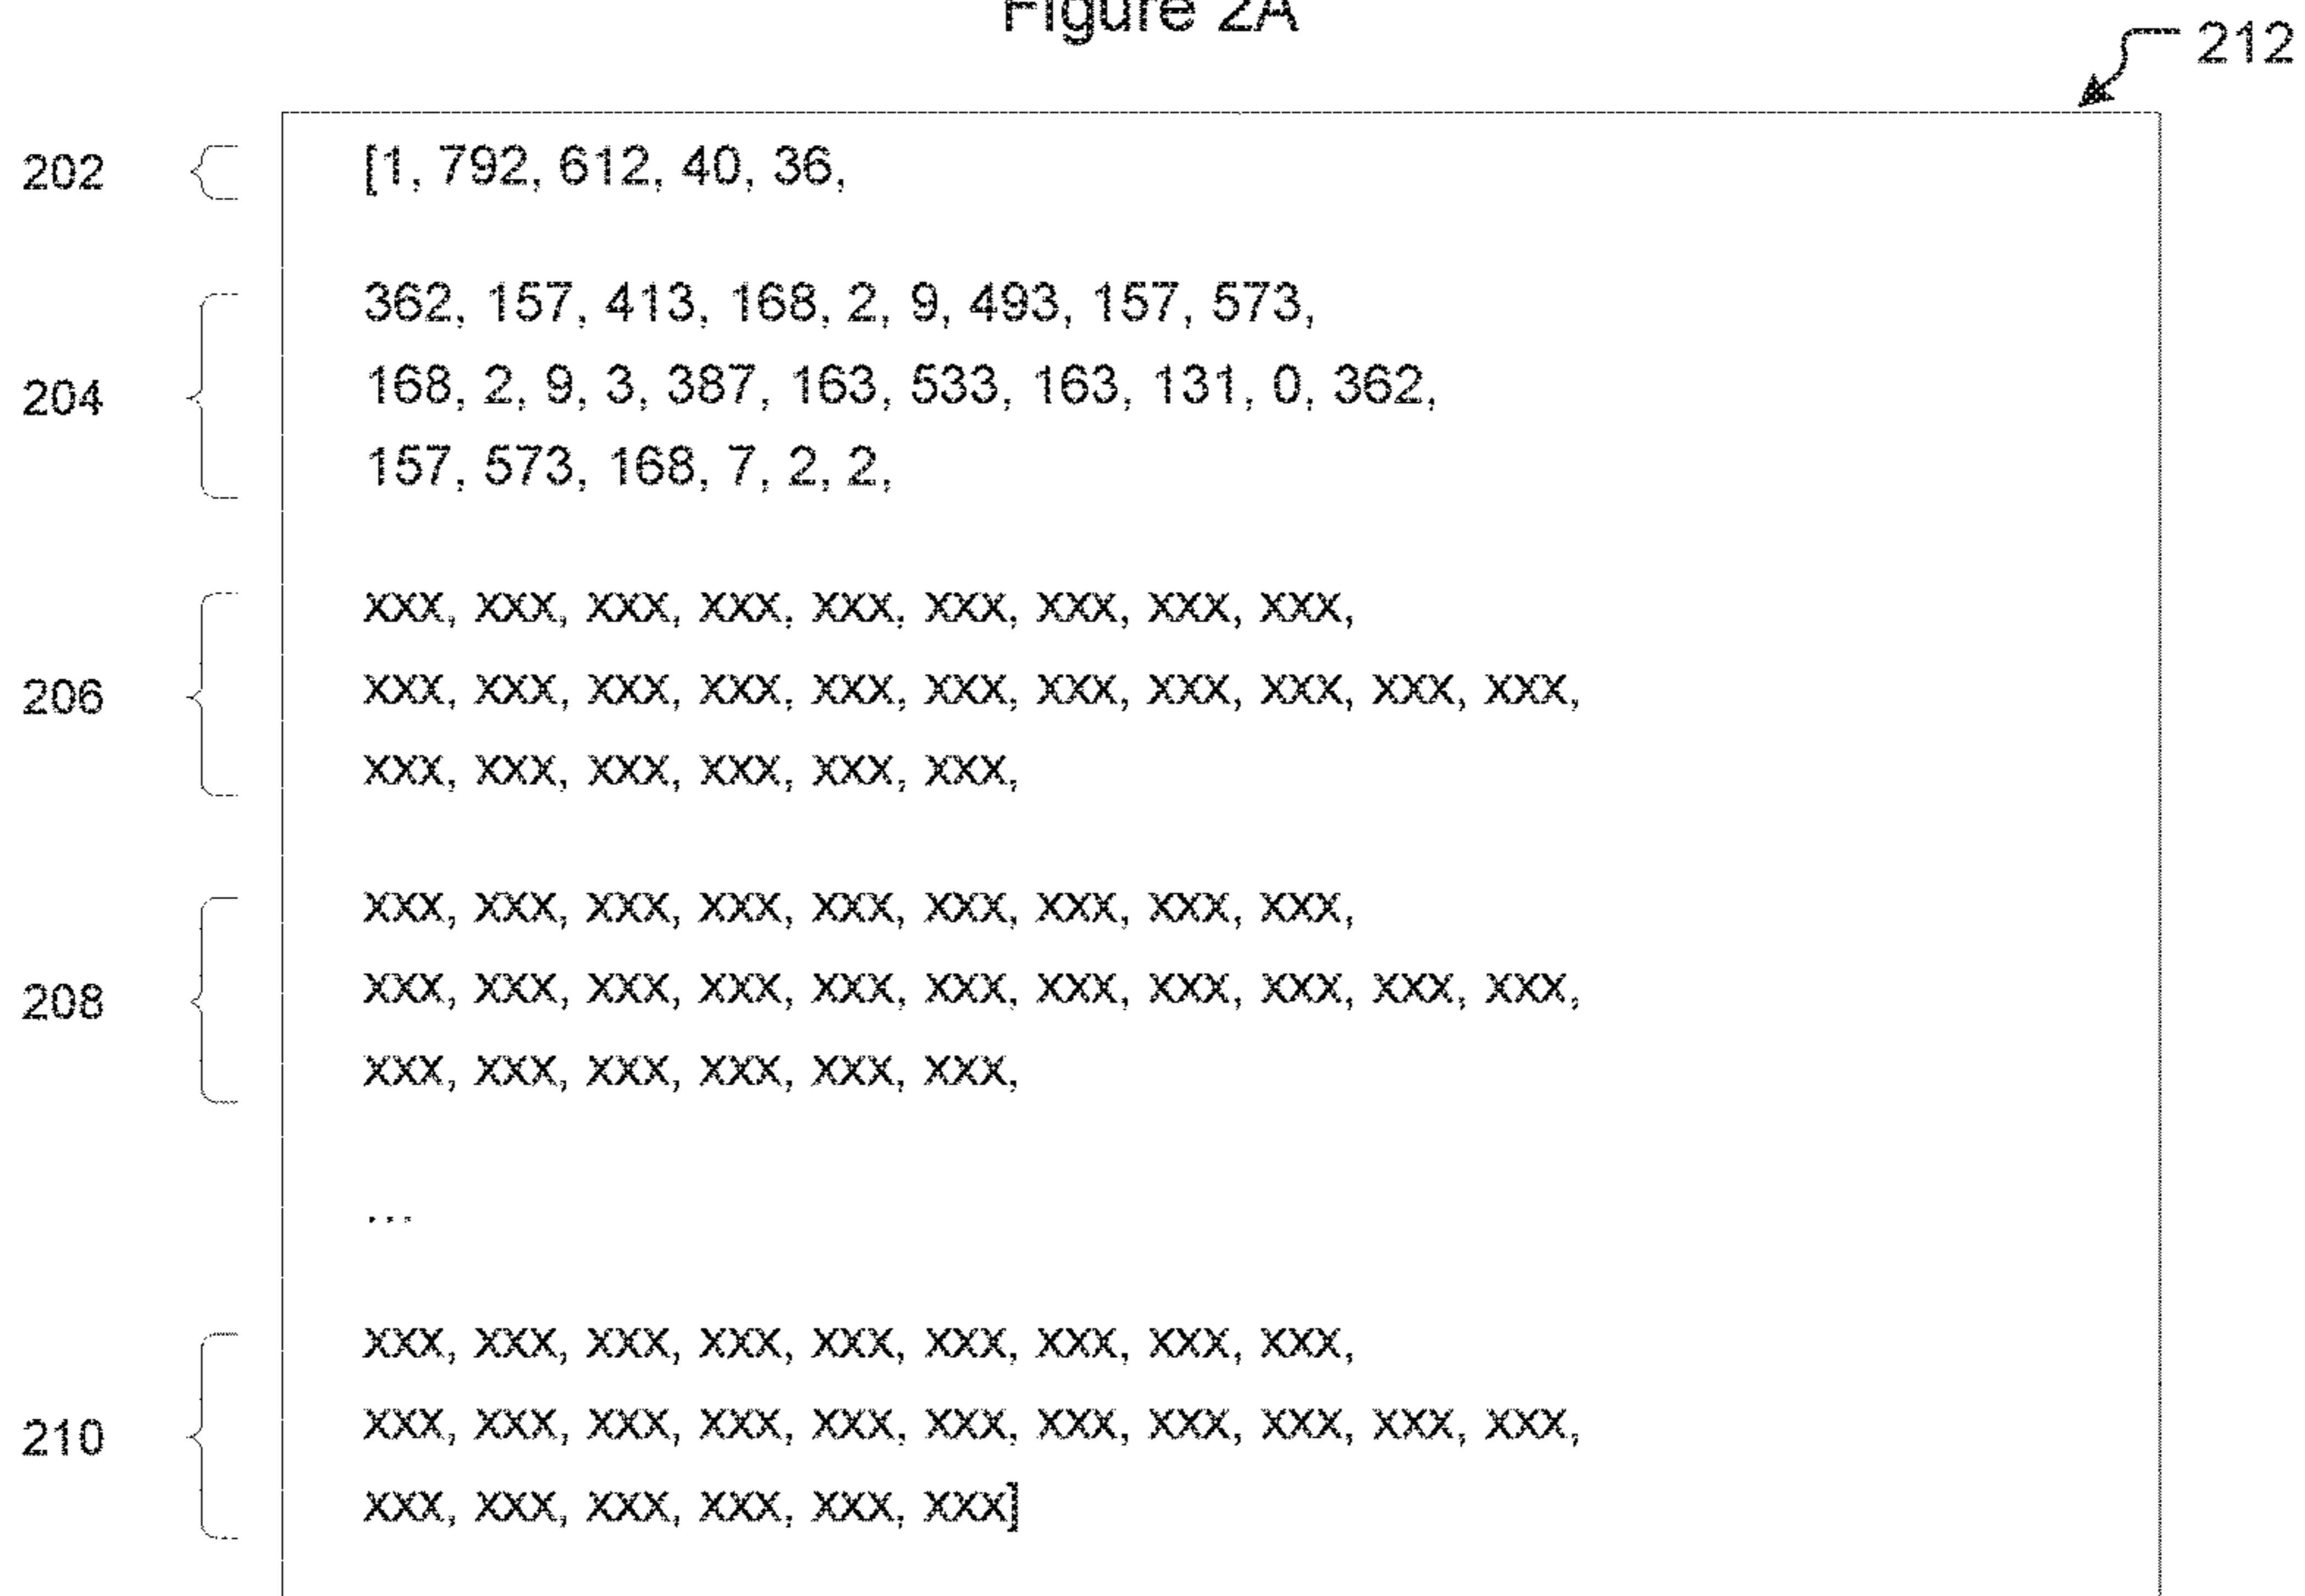 Figure 2A
212
202
[1, 792, 612, 40, 36,
362, 157, 413, 168, 2, 9, 493, 157, 573,
204
168, 2, 9, 3, 387, 163, 533, 163, 131, 0, 362,
157, 573, 168, 7, 2, 2,
xxx, xxx, xxx, xxx, xxx, xxx, xxx, xxx, xxx,
206
xxx, xxx, xxx, xxx, xxx, xxx, xxx, xxx, xxx, xxx, xxx,
xxx, xxx, xxx, xxx, xxx, xxx,
xxx, xxx, xxx, xxx, xxx, xxx, xxx, xxx, xxx,
208
xxx, xxx, xxx, xxx, xxx, xxx, xxx, xxx, xxx, xxx, xxx,
xxx, xxx, xxx, xxx, xxx, xxx,
...
xxx, xxx, xxx, xxx, xxx, xxx, xxx, xxx, xxx,
210
xxx, xxx, xxx, xxx, xxx, xxx, xxx, xxx, xxx, xxx, xxx,
xxx, xxx, xxx, xxx, xxx, xxx]